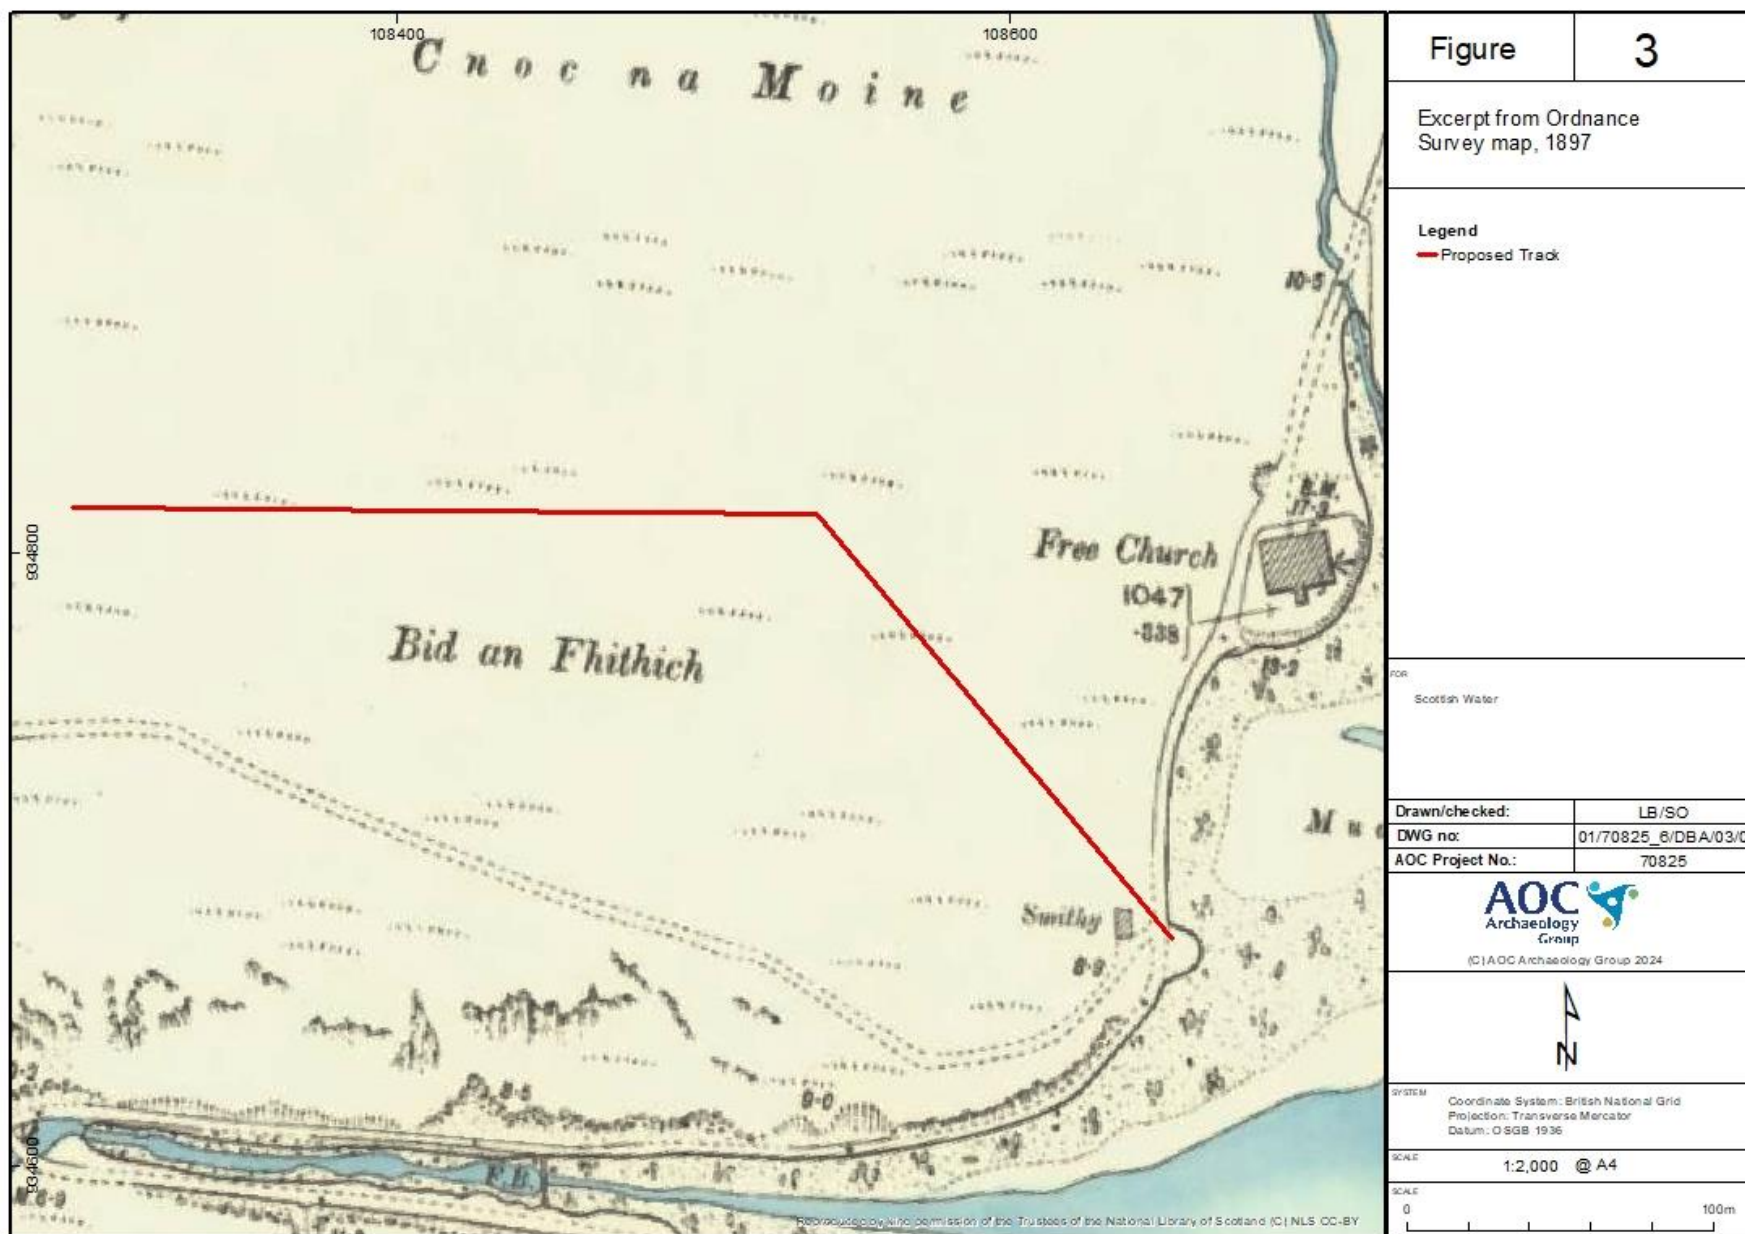 108400
108600
Cnoc na Moine
10·5
934800
B.M.
17·3
Free Church
1047
·338
13·2
Bid an Fhithich
Smithy
8·9
8·5
9·0
F.B.
934600
Reproduced by kind permission of the Trustees of the National Library of Scotland (C) NLS CC-BY
Figure 3
Excerpt from Ordnance
Survey map, 1897
Legend
Proposed Track
FOR
Scottish Water
Drawn/checked: LB/SO
DWG no: 01/70825_6/DBA/03/0
AOC Project No.: 70825
AOC
Archaeology
Group
(C) AOC Archaeology Group 2024
N
SYSTEM
Coordinate System: British National Grid
Projection: Transverse Mercator
Datum: OSGB 1936
SCALE
1:2,000 @ A4
SCALE
0 100m